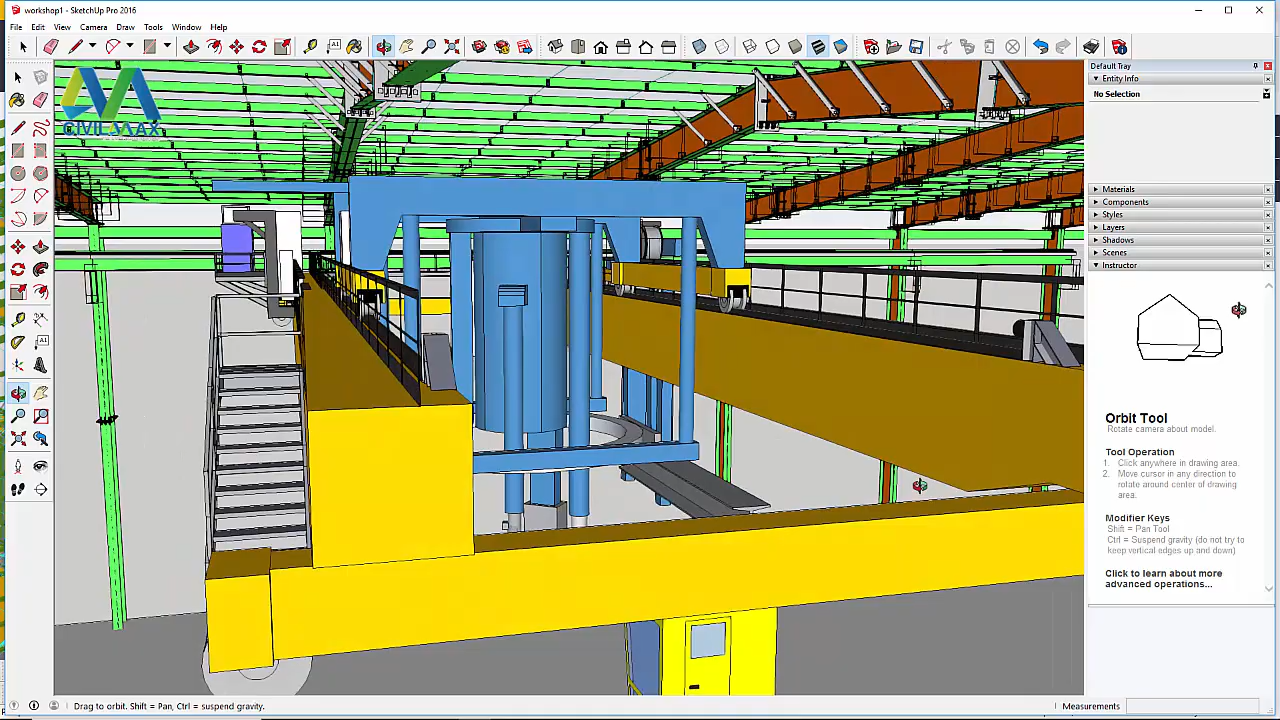 workshop1 - SketchUp Pro 2016
File Edit View Camera Draw Tools Window Help
Default Tray
Entity Info
No Selection
Materials
Components
Styles
Layers
Shadows
Scenes
Instructor
CIVILMAX
Orbit Tool
Rotate camera about model.
Tool Operation
1. Click anywhere in drawing area.
2. Move cursor in any direction to
rotate around center of drawing
area.
Modifier Keys
Shift = Pan Tool
Ctrl = Suspend gravity (do not try to
keep vertical edges up and down)
Click to learn about more
advanced operations...
Drag to orbit. Shift = Pan, Ctrl = suspend gravity.
Measurements